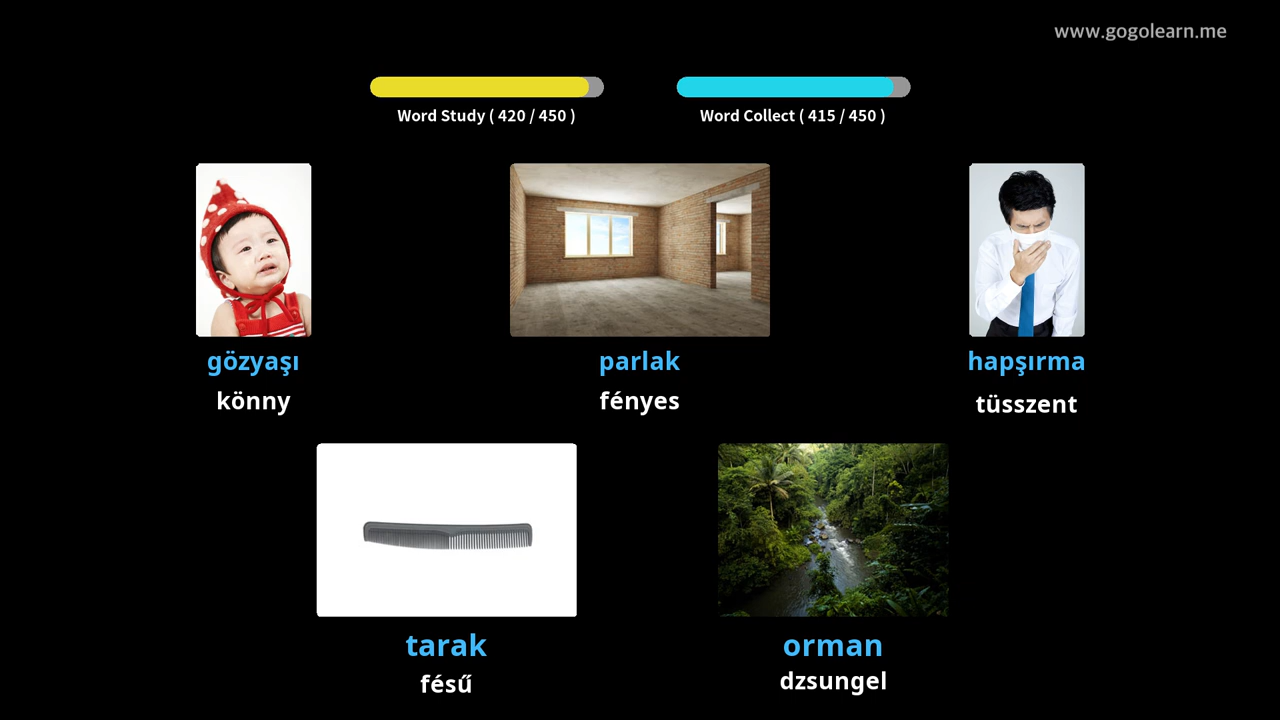 www.gogolearn.me
Word Study ( 420 / 450 )
Word Collect ( 415 / 450 )
gözyaşı
könny
parlak
fényes
hapşırma
tüsszent
tarak
fésű
orman
dzsungel